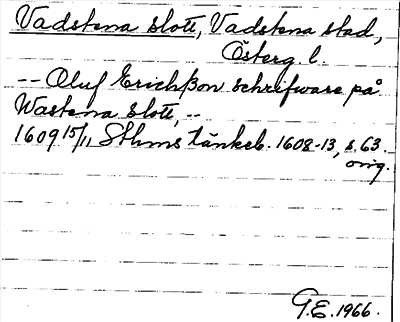 Vadstena slott, Vadstena stad,
Österg. l.
-- Oluf Erichßon schrifware på
Wastena Slott, --
1609 15/11, Sthms tänkeb. 1608-13, s. 63.
orig.
G.E. 1966.